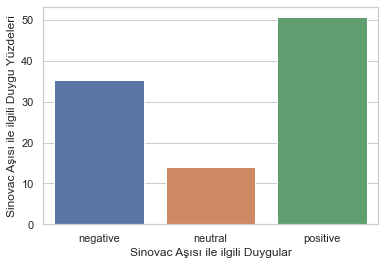 Sinovac Aşısı ile ilgili Duygu Yüzdeleri
50
40
30
20
10
0
negative neutral positive
Sinovac Aşısı ile ilgili Duygular